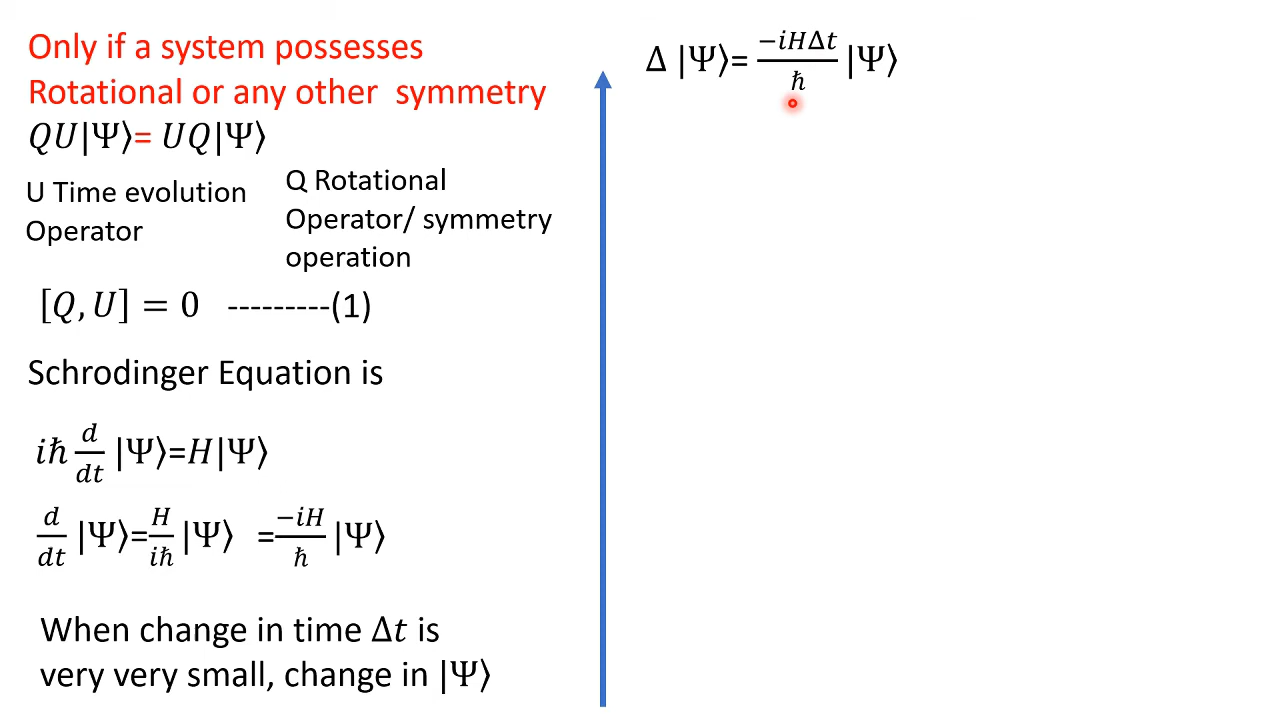 Only if a system possesses
Rotational or any other symmetry
𝑄𝑈|Ψ⟩= 𝑈𝑄|Ψ⟩
U Time evolution
Operator
Q Rotational
Operator/ symmetry
operation
[𝑄, 𝑈] = 0 ---------(1)
Schrodinger Equation is
𝑖ℏ 𝑑/𝑑𝑡 |Ψ⟩=𝐻|Ψ⟩
𝑑/𝑑𝑡 |Ψ⟩=𝐻/𝑖ℏ |Ψ⟩ =−𝑖𝐻/ℏ |Ψ⟩
When change in time Δ𝑡 is
very very small, change in |Ψ⟩
Δ |Ψ⟩= −𝑖𝐻Δ𝑡/ℏ |Ψ⟩